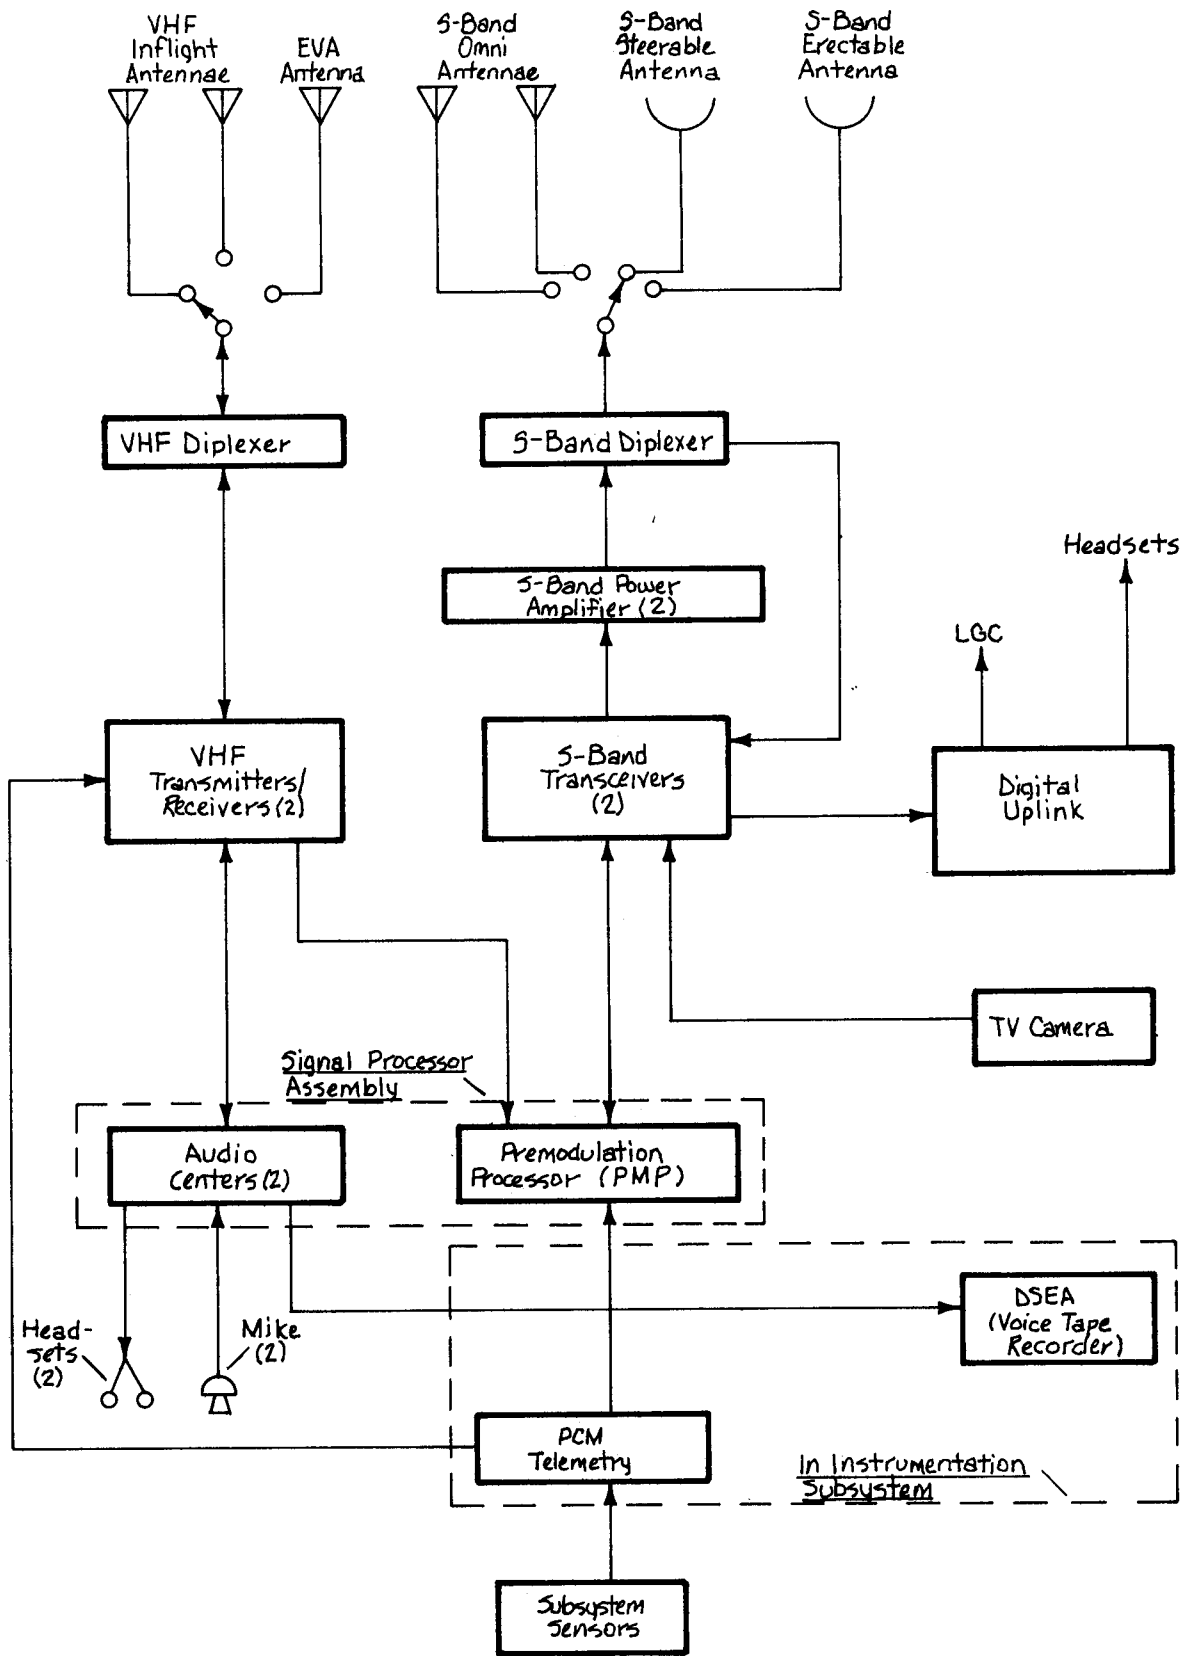 VHF
Inflight
Antennae
EVA
Antenna
S-Band
Omni
Antennae
S-Band
Steerable
Antenna
S-Band
Erectable
Antenna
VHF Diplexer
S-Band Diplexer
Headsets
S-Band Power
Amplifier (2)
LGC
VHF
Transmitters/
Receivers (2)
S-Band
Transceivers
(2)
Digital
Uplink
TV Camera
Signal Processor
Assembly
Audio
Centers (2)
Premodulation
Processor (PMP)
DSEA
(Voice Tape
Recorder)
Head-
sets
(2)
Mike
(2)
PCM
Telemetry
In Instrumentation
Subsystem
Subsystem
Sensors